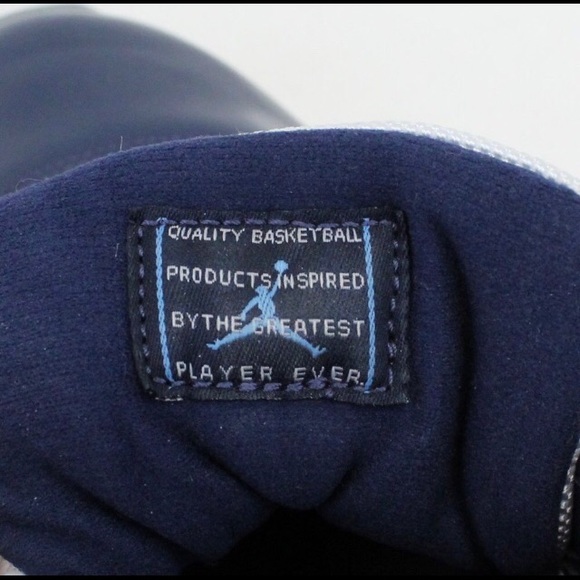 QUALITY BASKETBALL
PRODUCTS INSPIRED
BY THE GREATEST
PLAYER EVER.